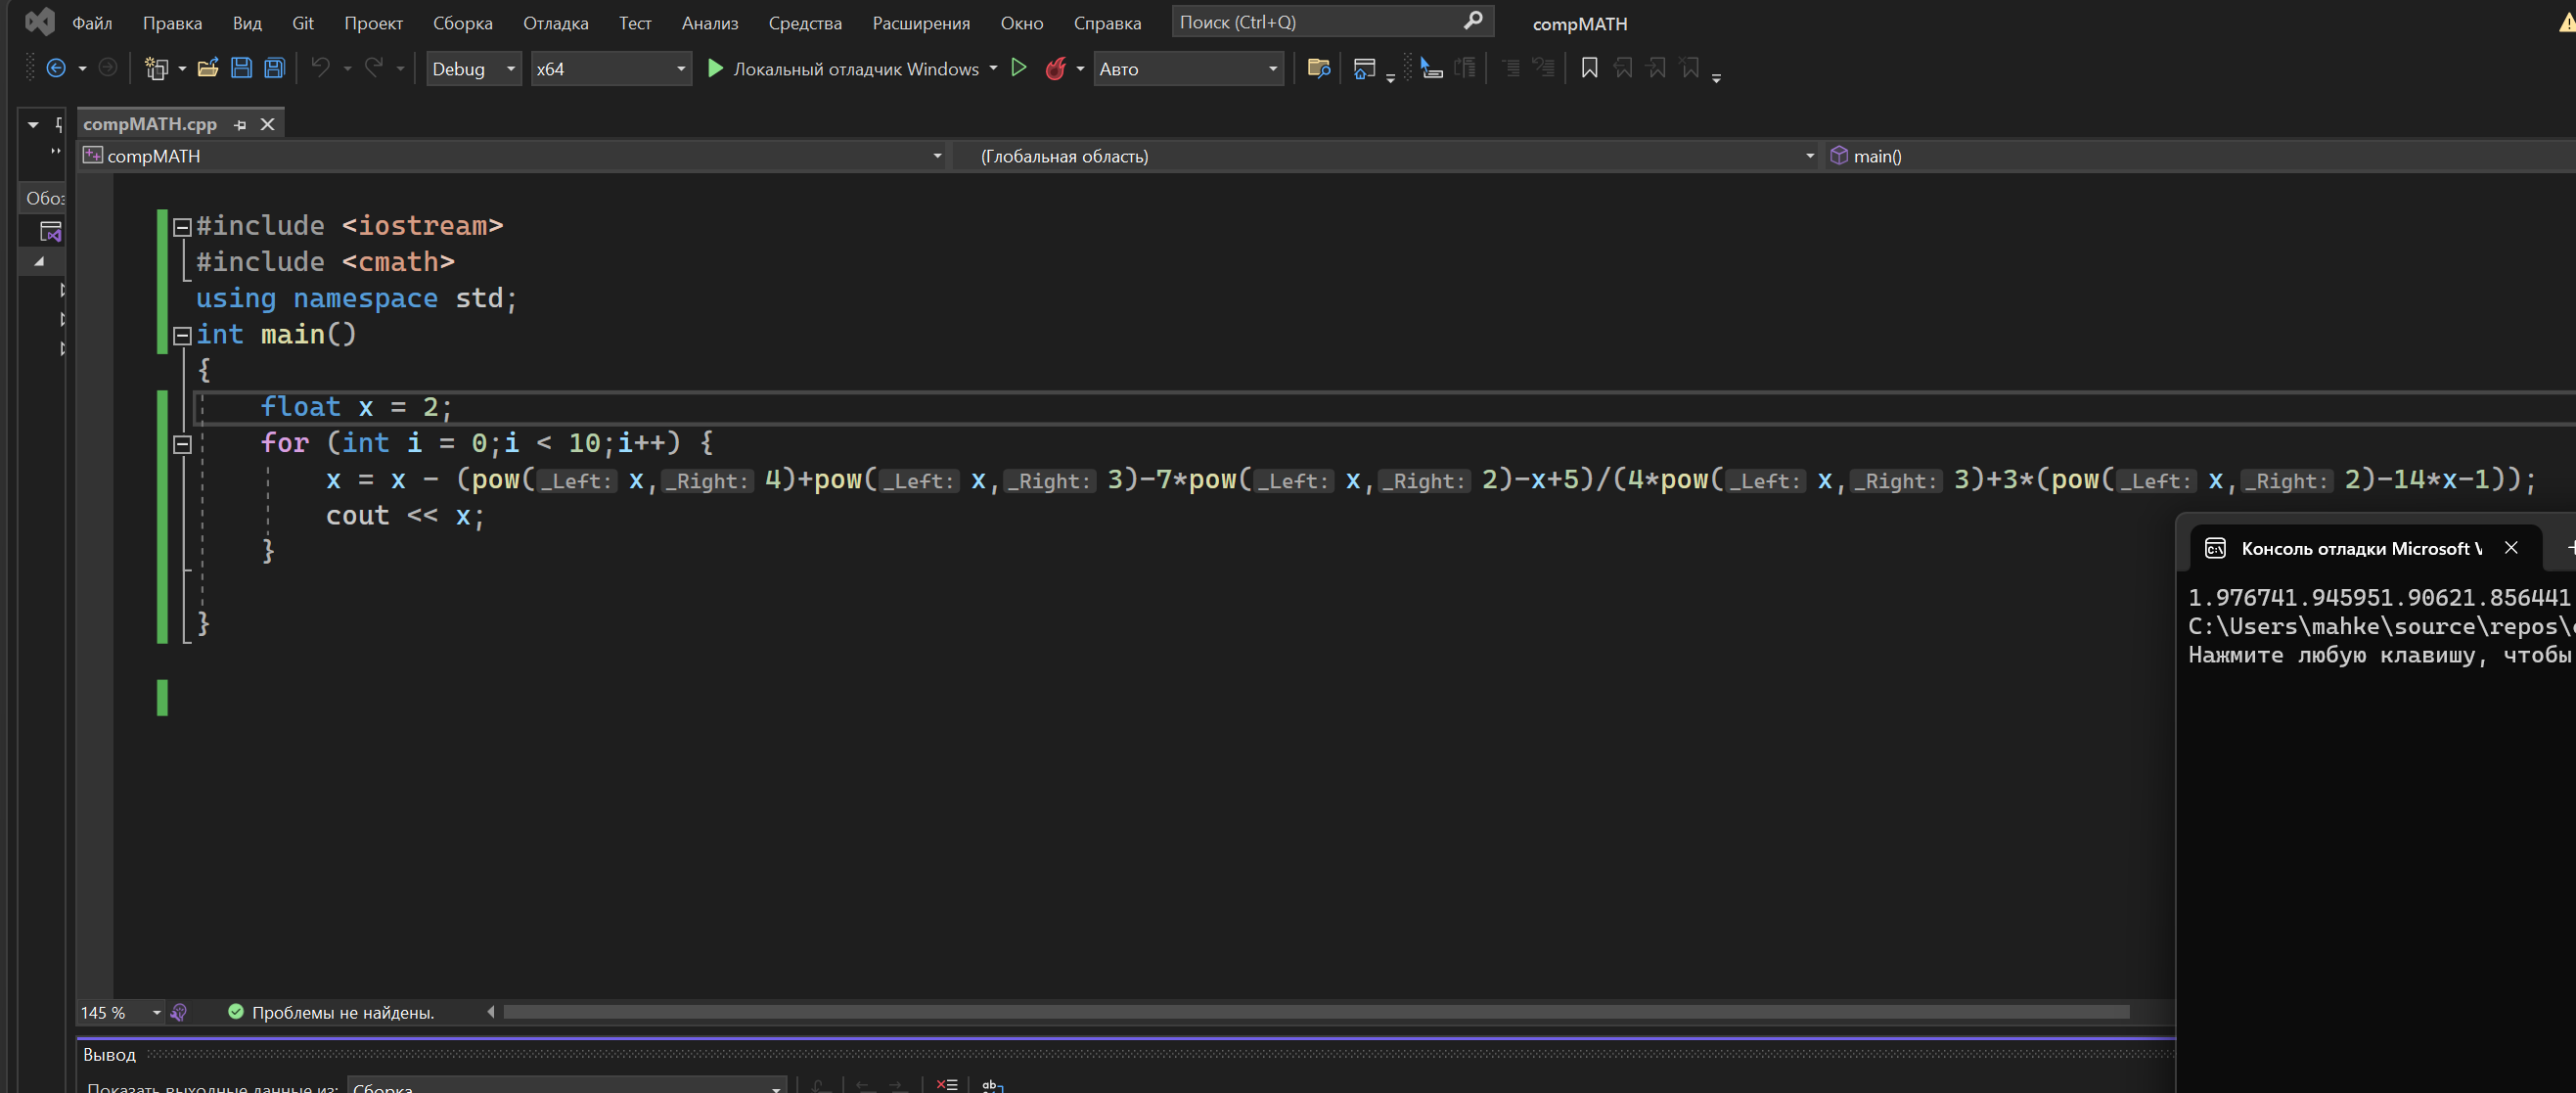 Файл Правка Вид Git Проект Сборка Отладка Тест Анализ Средства Расширения Окно Справка Поиск (Ctrl+Q) compMATH
Debug x64 Локальный отладчик Windows Авто
compMATH.cpp
compMATH (Глобальная область) main()
Обоз
#include <iostream>
#include <cmath>
using namespace std;
int main()
{
float x = 2;
for (int i = 0;i < 10;i++) {
x = x - (pow(_Left: x,_Right: 4)+pow(_Left: x,_Right: 3)-7*pow(_Left: x,_Right: 2)-x+5)/(4*pow(_Left: x,_Right: 3)+3*(pow(_Left: x,_Right: 2)-14*x-1));
cout << x;
}
}
Консоль отладки Microsoft V
1.976741.945951.90621.856441
C:\Users\mahke\source\repos\
Нажмите любую клавишу, чтобы
145 % Проблемы не найдены.
Вывод
Показать выходные данные из: Сборка